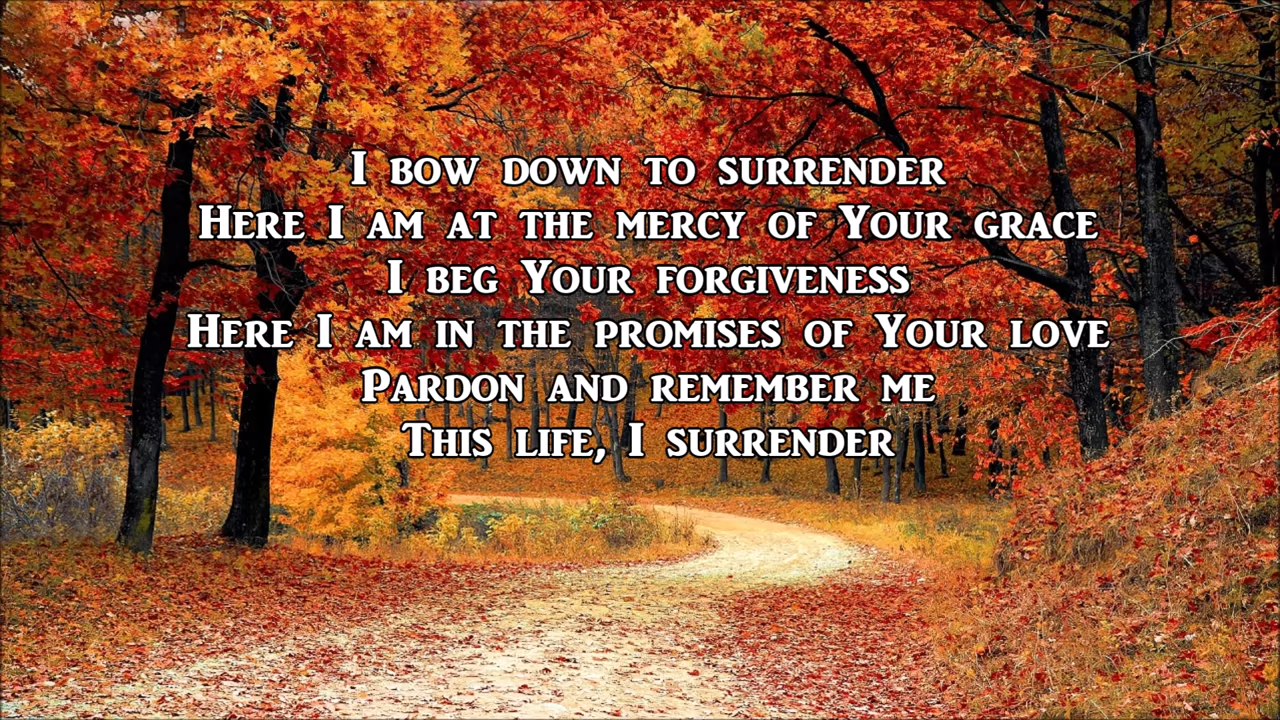 I bow down to surrender
Here I am at the mercy of Your grace
I beg Your forgiveness
Here I am in the promises of Your love
Pardon and remember me
This life, I surrender